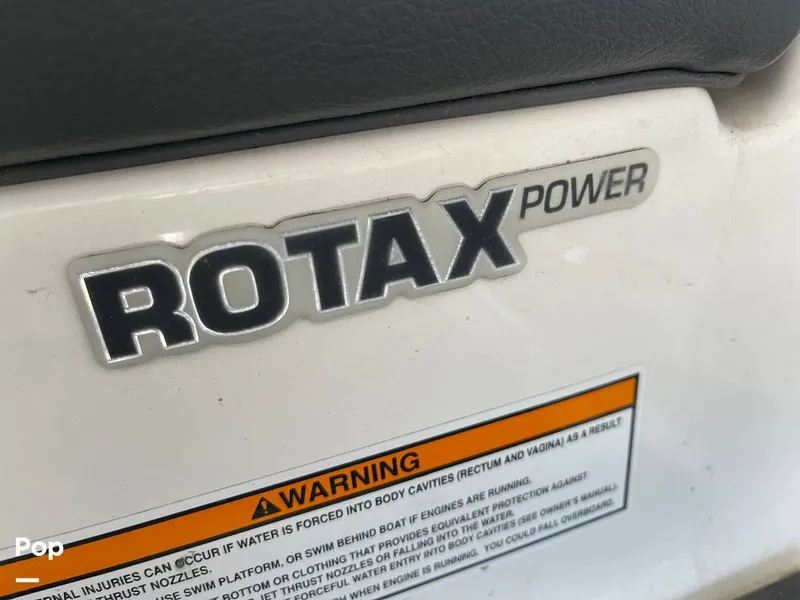 ROTAX POWER
WARNING
ERNAL INJURIES CAN OCCUR IF WATER IS FORCED INTO BODY CAVITIES (RECTUM AND VAGINA) AS A RESULT
THRUST NOZZLES.
USE SWIM PLATFORM, OR SWIM BEHIND BOAT IF ENGINES ARE RUNNING.
BOTTOM OR CLOTHING THAT PROVIDES EQUIVALENT PROTECTION AGAINST
JET THRUST NOZZLES OR FALLING INTO THE WATER.
FORCEFUL WATER ENTRY INTO BODY CAVITIES (SEE OWNER'S MANUAL).
WHEN ENGINE IS RUNNING. YOU COULD FALL OVERBOARD.
Pop